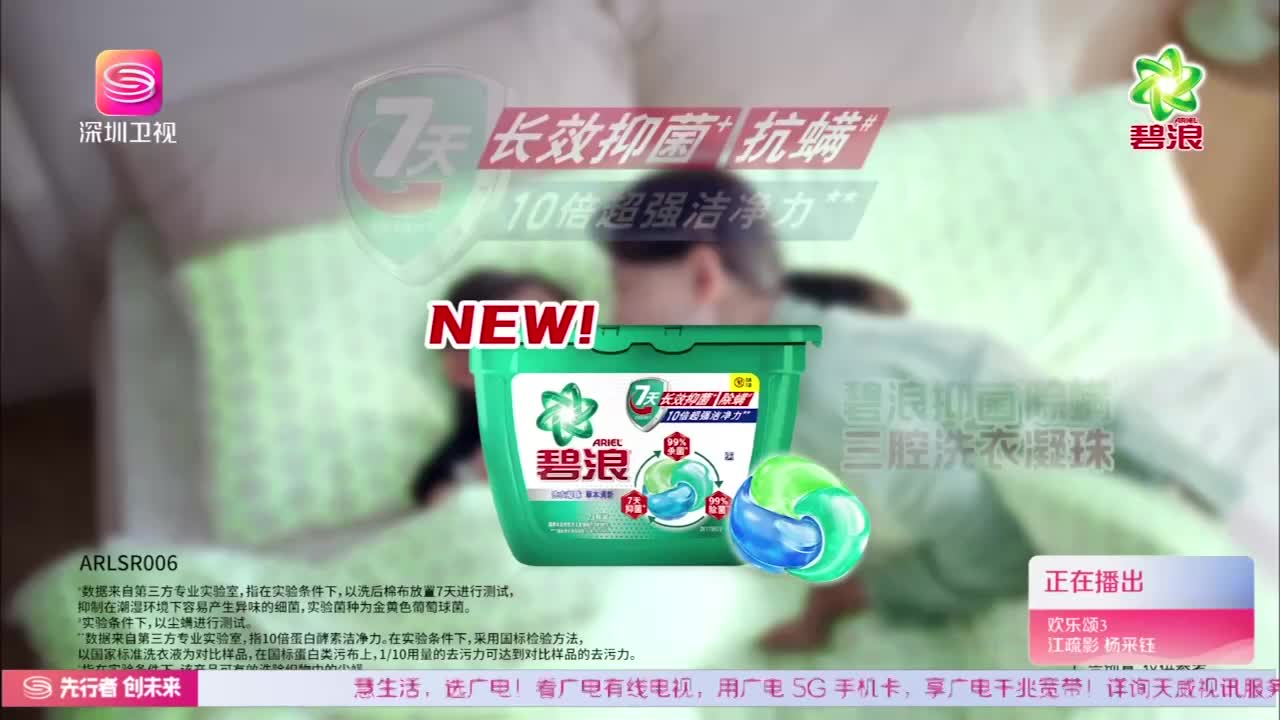 深圳卫视
ARIEL
碧浪
7天
长效抑菌+ 抗螨#
10倍超强洁净力**
NEW!
7天
长效抑菌+ 除螨#
10倍超强洁净力**
ARIEL
碧浪
99%
杀菌
7天
抑菌
99%
除菌
洗衣凝珠 草本清新
碧浪抑菌除螨
三腔洗衣凝珠
ARLSR006
+数据来自第三方专业实验室，指在实验条件下，以洗后棉布放置7天进行测试，
抑制在潮湿环境下容易产生异味的细菌，实验菌种为金黄色葡萄球菌。
#实验条件下，以尘螨进行测试。
**数据来自第三方专业实验室，指10倍蛋白酵素洁净力。在实验条件下，采用国标检验方法，
以国家标准洗衣液为对比样品，在国标蛋白类污布上，1/10用量的去污力可达到对比样品的去污力。
正在播出
欢乐颂3
江疏影 杨采钰
先行者 创未来
慧生活，选广电！看广电有线电视，用广电 5G 手机卡，享广电千兆宽带！详询天威视讯服务